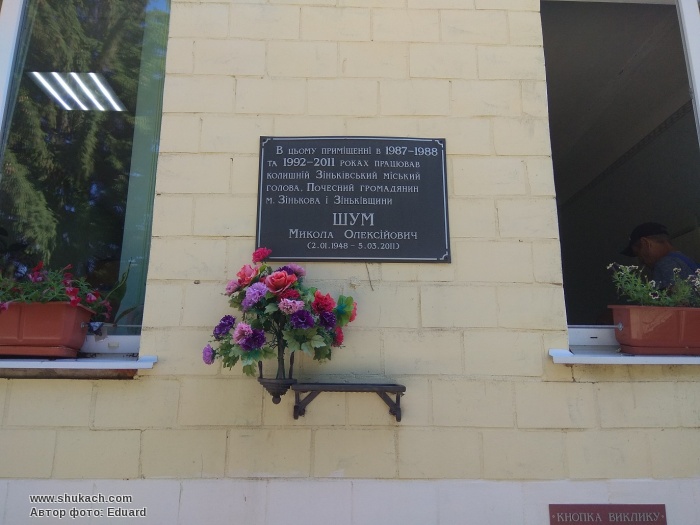 В цьому приміщенні в 1987–1988
та 1992–2011 роках працював
колишній Зіньківський міський
голова. Почесний громадянин
м. Зінькова і Зіньківщини
ШУМ
Микола Олексійович
(2.01.1948 - 5.03.2011)
www.shukach.com
Автор фото: Eduard
·КНОПКА ВИКЛИКУ·